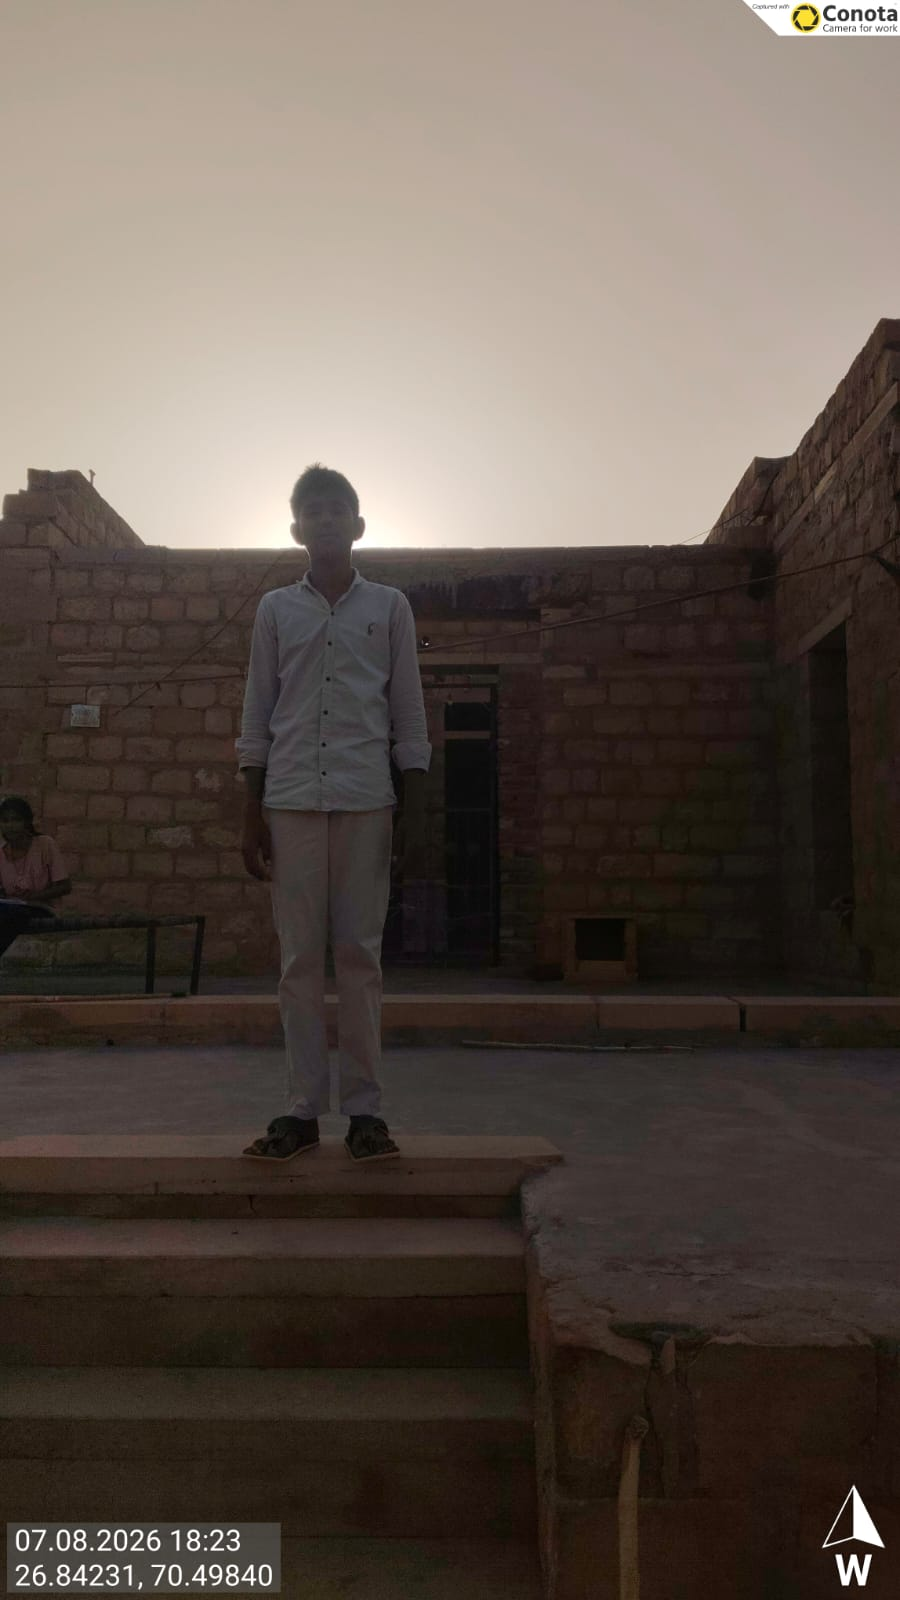 Captured with
Conota
Camera for work
07.08.2026 18:23
26.84231, 70.49840
W